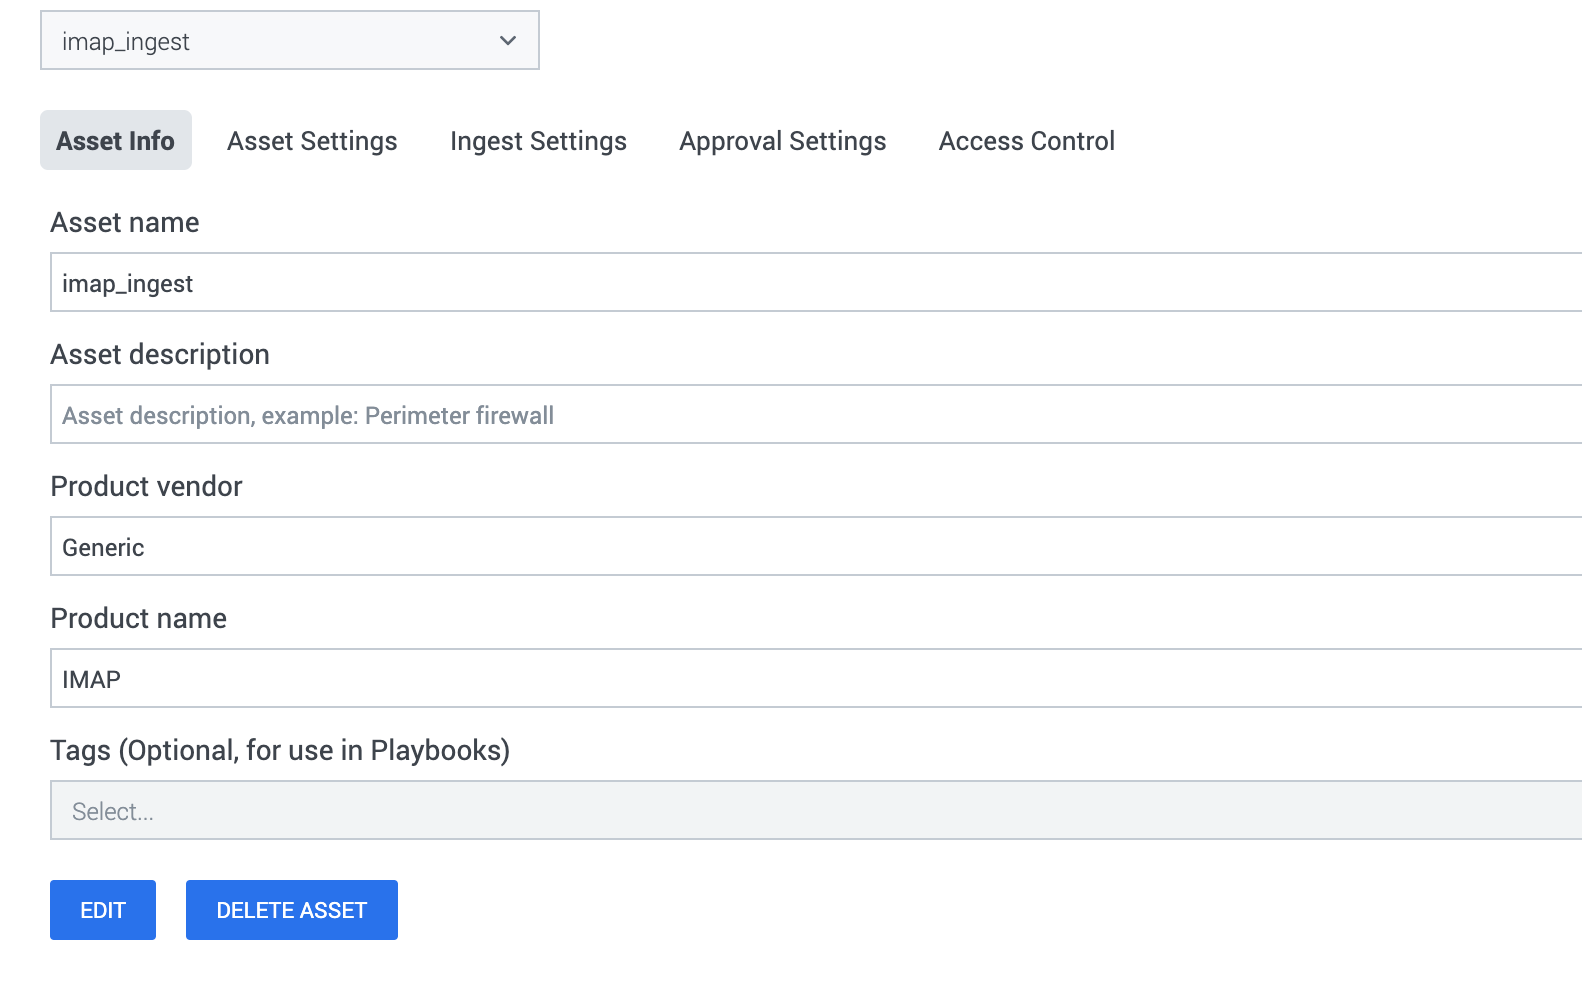 imap_ingest
Asset Info Asset Settings Ingest Settings Approval Settings Access Control
Asset name
imap_ingest
Asset description
Asset description, example: Perimeter firewall
Product vendor
Generic
Product name
IMAP
Tags (Optional, for use in Playbooks)
Select...
EDIT DELETE ASSET